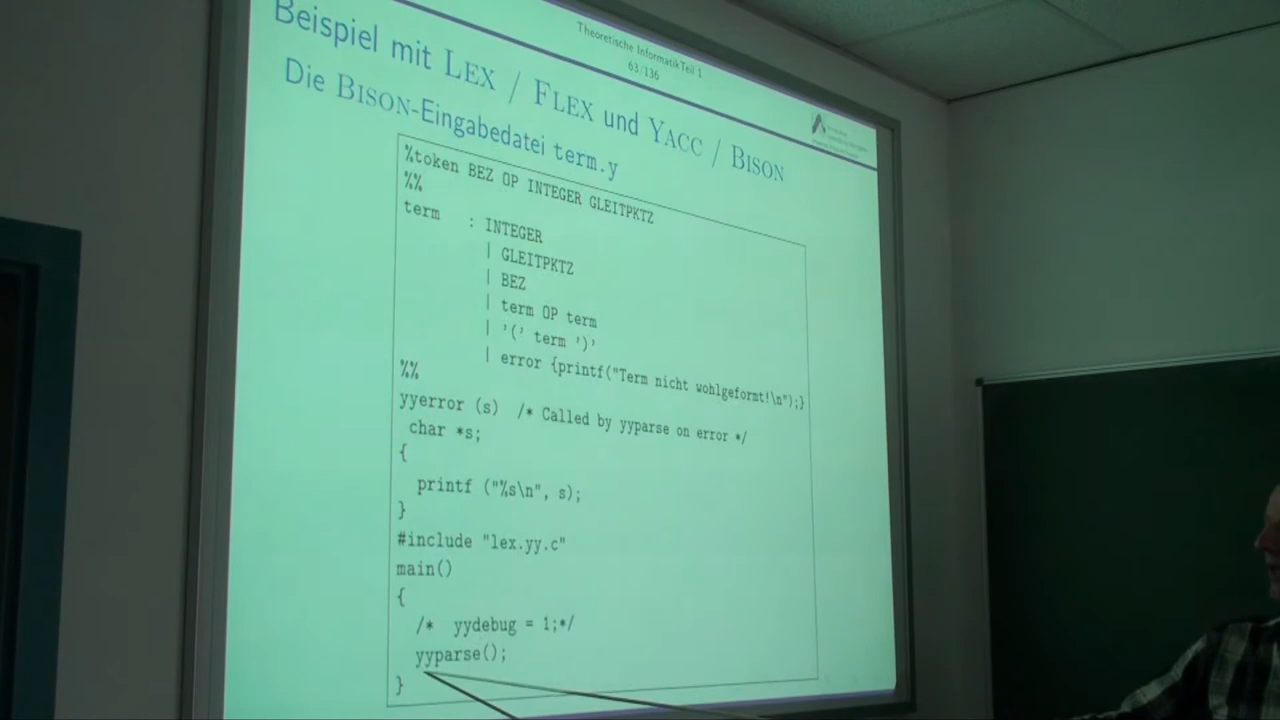 Theoretische Informatik Teil 1
63/136
Beispiel mit LEX / FLEX und YACC / BISON
Die BISON-Eingabedatei term.y
%token BEZ OP INTEGER GLEITPKTZ
%%
term : INTEGER
| GLEITPKTZ
| BEZ
| term OP term
| '(' term ')'
| error {printf("Term nicht wohlgeformt!\n");}
%%
yyerror (s) /* Called by yyparse on error */
char *s;
{
printf ("%s\n", s);
}
#include "lex.yy.c"
main()
{
/* yydebug = 1;*/
yyparse();
}